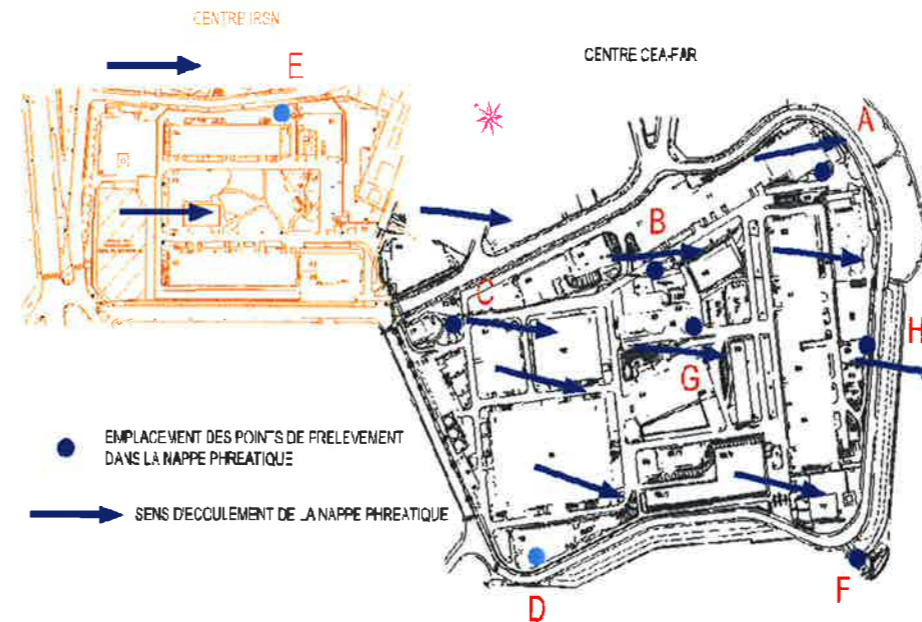 CENTRE IRSN
E
CENTRE CEA-FAR
A
B
C
H
G
EMPLACEMENT DES POINTS DE PRELEVEMENT
DANS LA NAPPE PHREATIQUE
SENS D'ECOULEMENT DE LA NAPPE PHREATIQUE
D
F